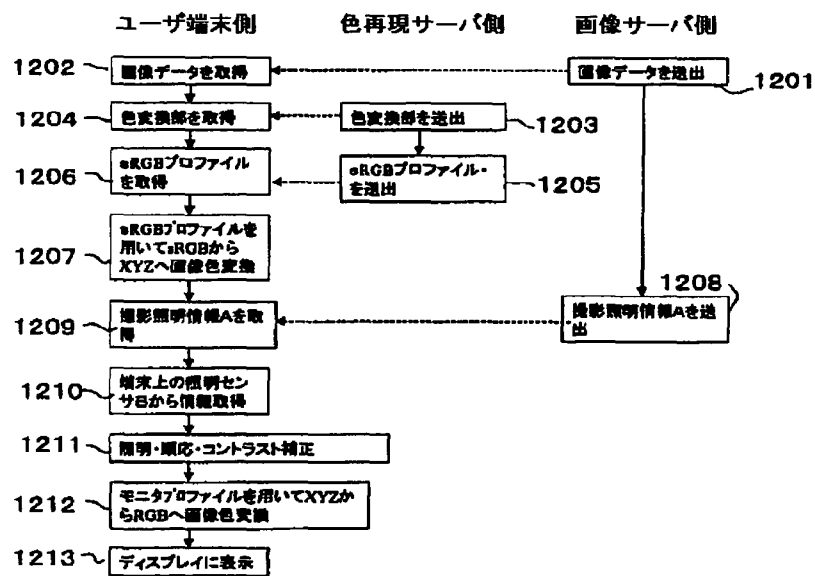 ユーザ端末側 色再現サーバ側 画像サーバ側
1202 画像データを取得 画像データを送出 1201
1204 色変換部を取得 色変換部を送出 1203
1206 sRGBプロファイル
を取得
sRGBプロファイル・
を送出 1205
1207 sRGBプロファイルを
用いてsRGBから
XYZへ画像色変換
1208
1209 撮影照明情報Aを取
得
撮影照明情報Aを送
出
1210 端末上の照明セン
サBから情報取得
1211 照明・順応・コントラスト補正
1212 モニタプロファイルを用いてXYZか
らRGBへ画像色変換
1213 ディスプレイに表示